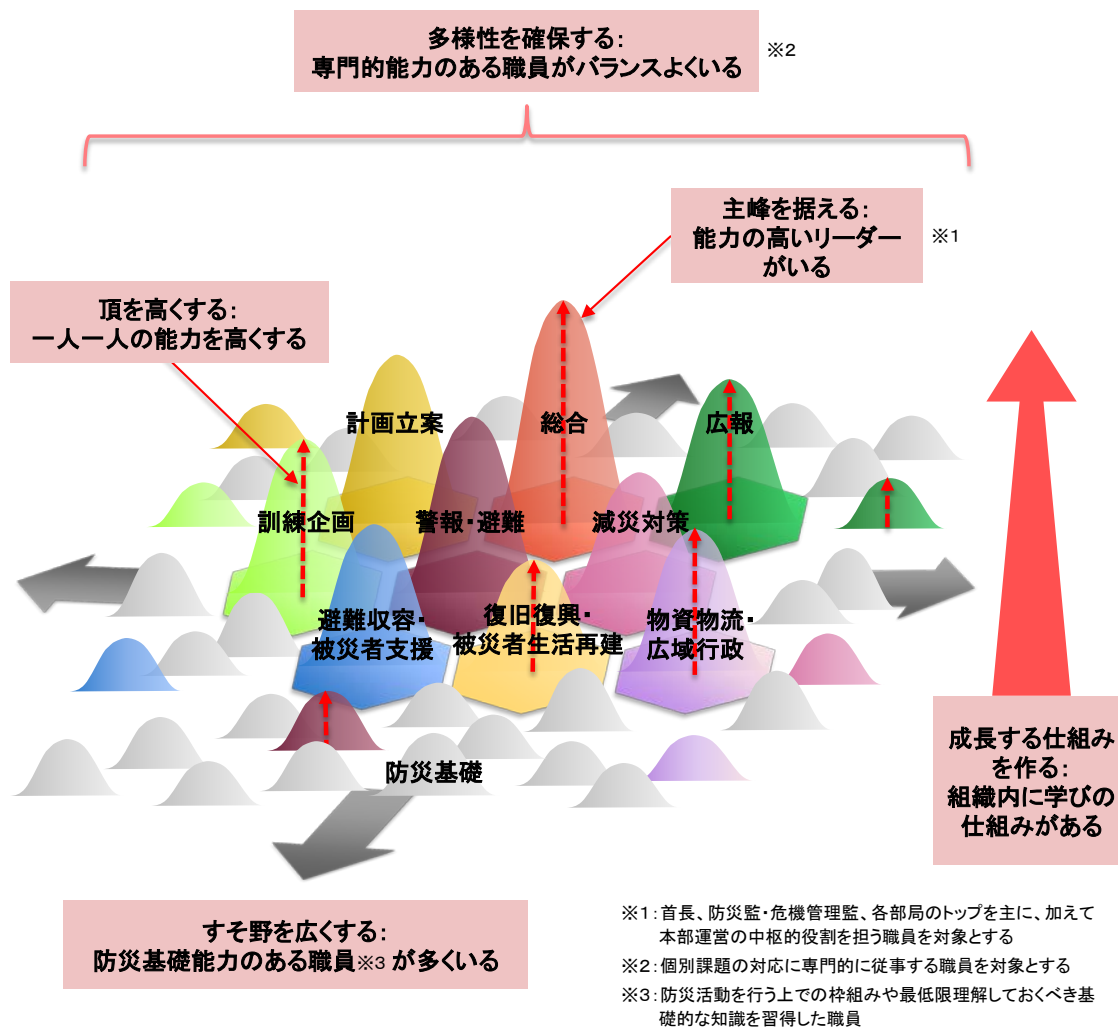 多様性を確保する：
専門的能力のある職員がバランスよくいる
※2
主峰を据える：
能力の高いリーダー
がいる
※1
頂を高くする：
一人一人の能力を高くする
計画立案
総合
広報
訓練企画
警報・避難
減災対策
避難収容・
被災者支援
復旧復興・
被災者生活再建
物資物流・
広域行政
防災基礎
成長する仕組み
を作る：
組織内に学びの
仕組みがある
すそ野を広くする：
防災基礎能力のある職員※3 が多くいる
※1：首長、防災監・危機管理監、各部局のトップを主に、加えて
本部運営の中枢的役割を担う職員を対象とする
※2：個別課題の対応に専門的に従事する職員を対象とする
※3：防災活動を行う上での枠組みや最低限理解しておくべき基
礎的な知識を習得した職員